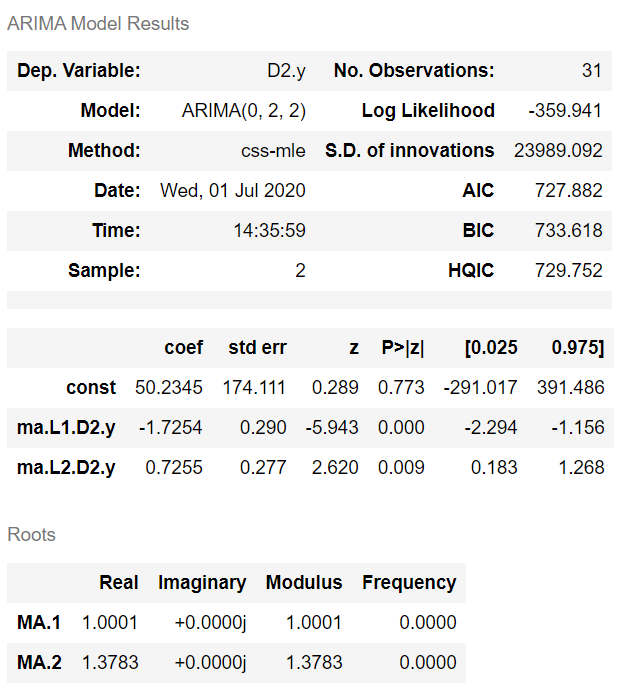 ARIMA Model Results
Dep. Variable: D2.y No. Observations: 31
Model: ARIMA(0, 2, 2) Log Likelihood -359.941
Method: css-mle S.D. of innovations 23989.092
Date: Wed, 01 Jul 2020 AIC 727.882
Time: 14:35:59 BIC 733.618
Sample: 2 HQIC 729.752
coef std err z P>|z| [0.025 0.975]
const 50.2345 174.111 0.289 0.773 -291.017 391.486
ma.L1.D2.y -1.7254 0.290 -5.943 0.000 -2.294 -1.156
ma.L2.D2.y 0.7255 0.277 2.620 0.009 0.183 1.268
Roots
Real Imaginary Modulus Frequency
MA.1 1.0001 +0.0000j 1.0001 0.0000
MA.2 1.3783 +0.0000j 1.3783 0.0000